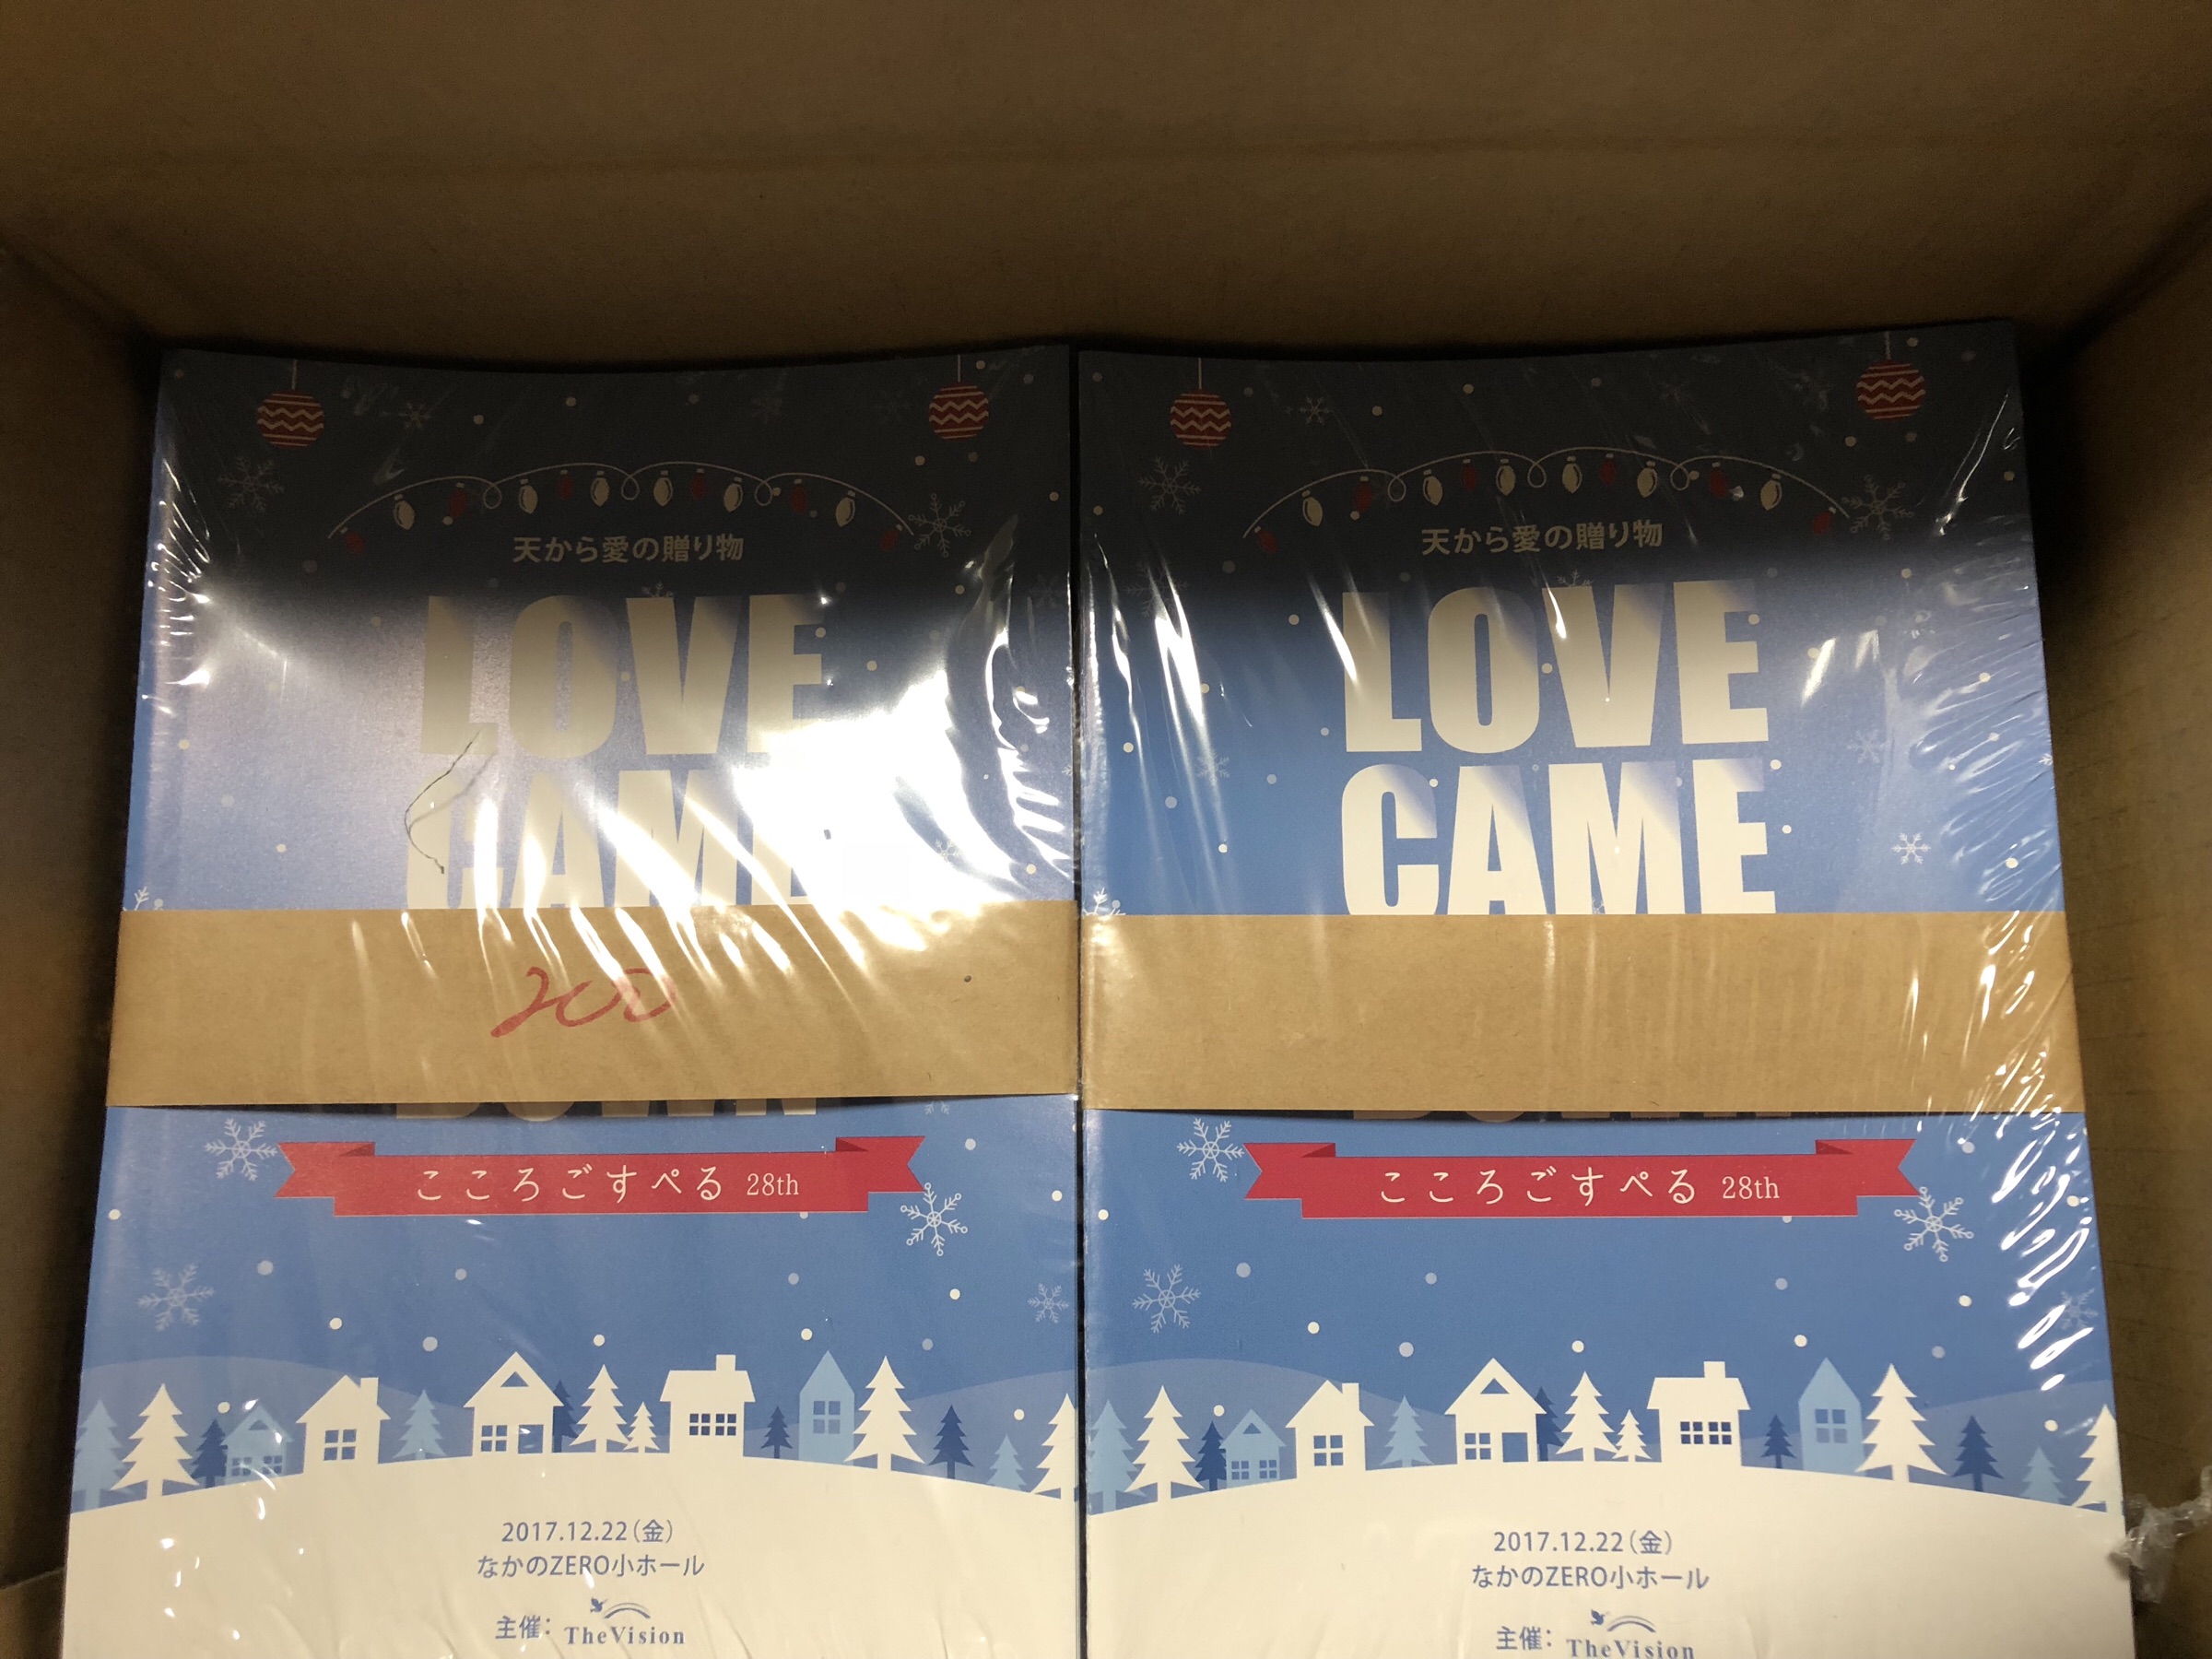 天から愛の贈り物
LOVE
CAME
200
DOWN
こころごすぺる 28th
2017.12.22(金)
なかのZERO小ホール
主催: TheVision
天から愛の贈り物
LOVE
CAME
こころごすぺる 28th
2017.12.22(金)
なかのZERO小ホール
主催: TheVision